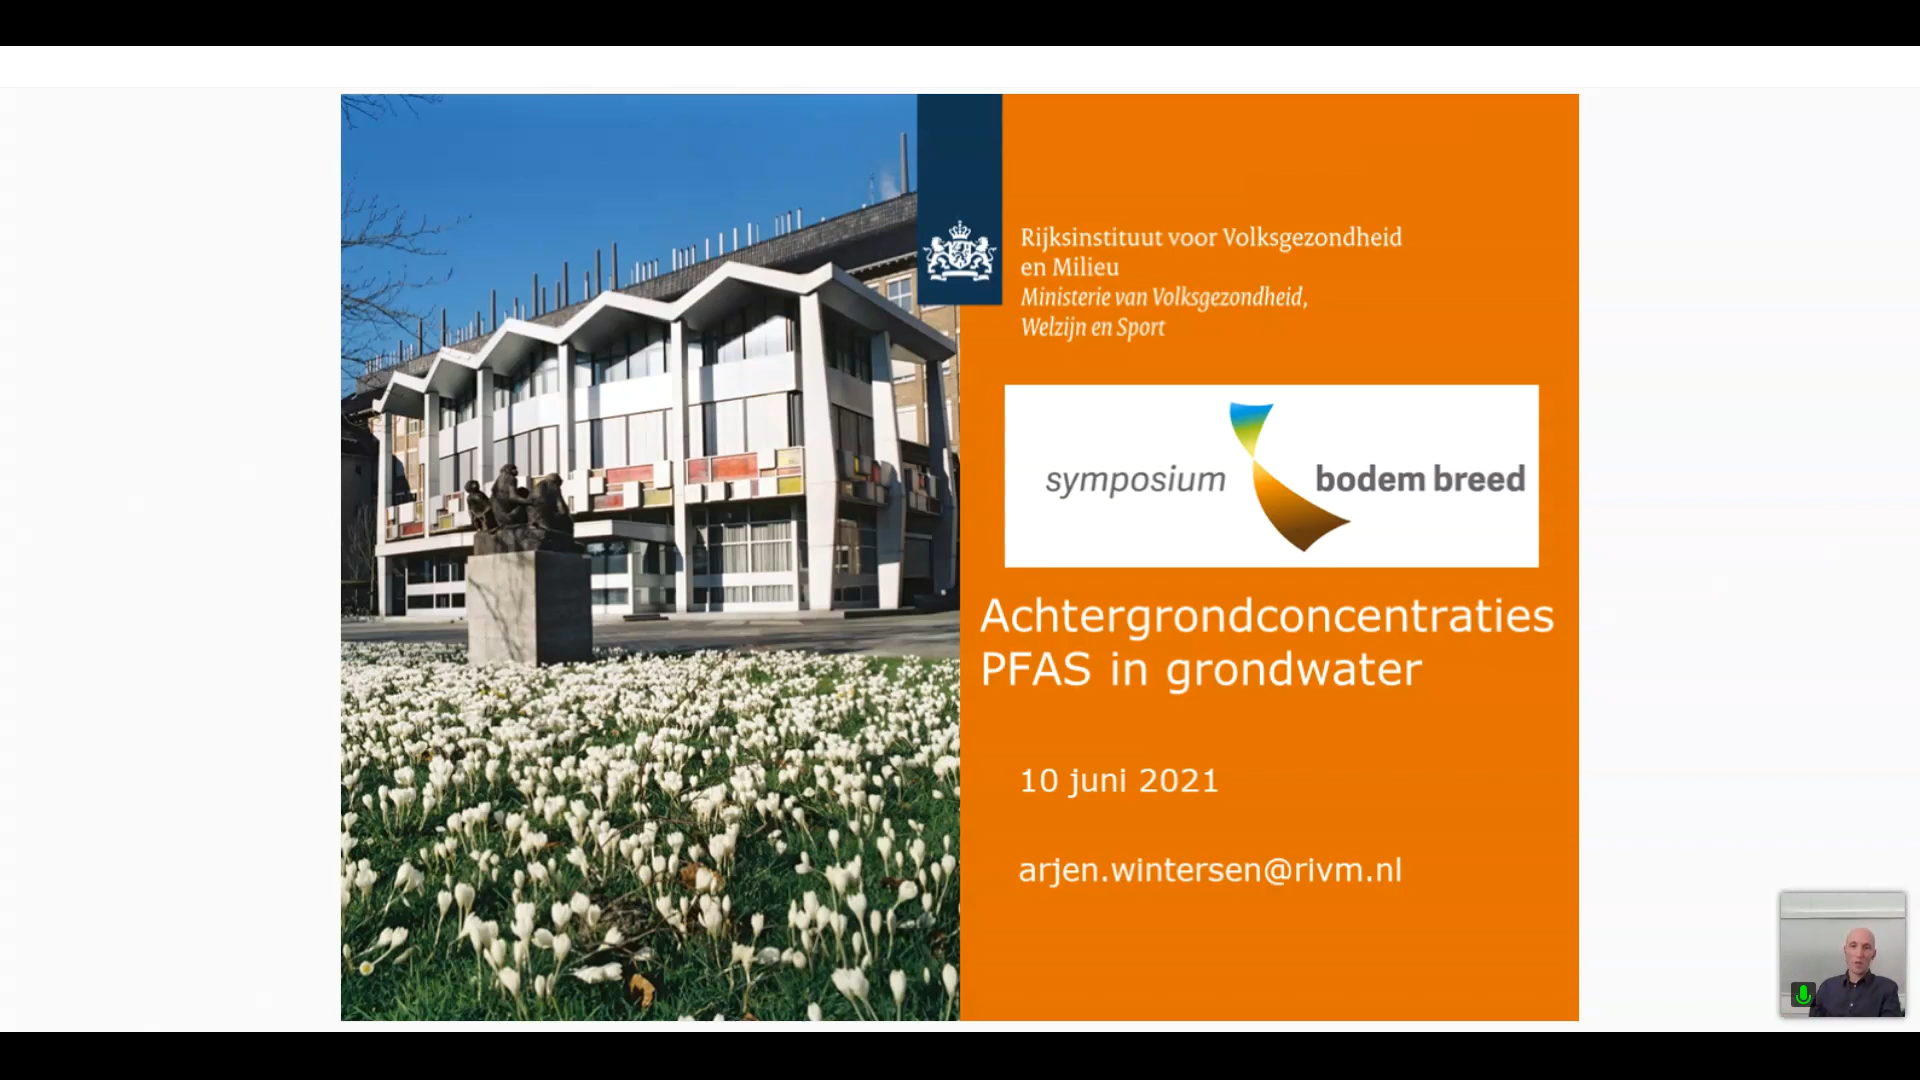 Rijksinstituut voor Volksgezondheid
en Milieu
Ministerie van Volksgezondheid,
Welzijn en Sport
symposium bodem breed
Achtergrondconcentraties
PFAS in grondwater
10 juni 2021
arjen.wintersen@rivm.nl